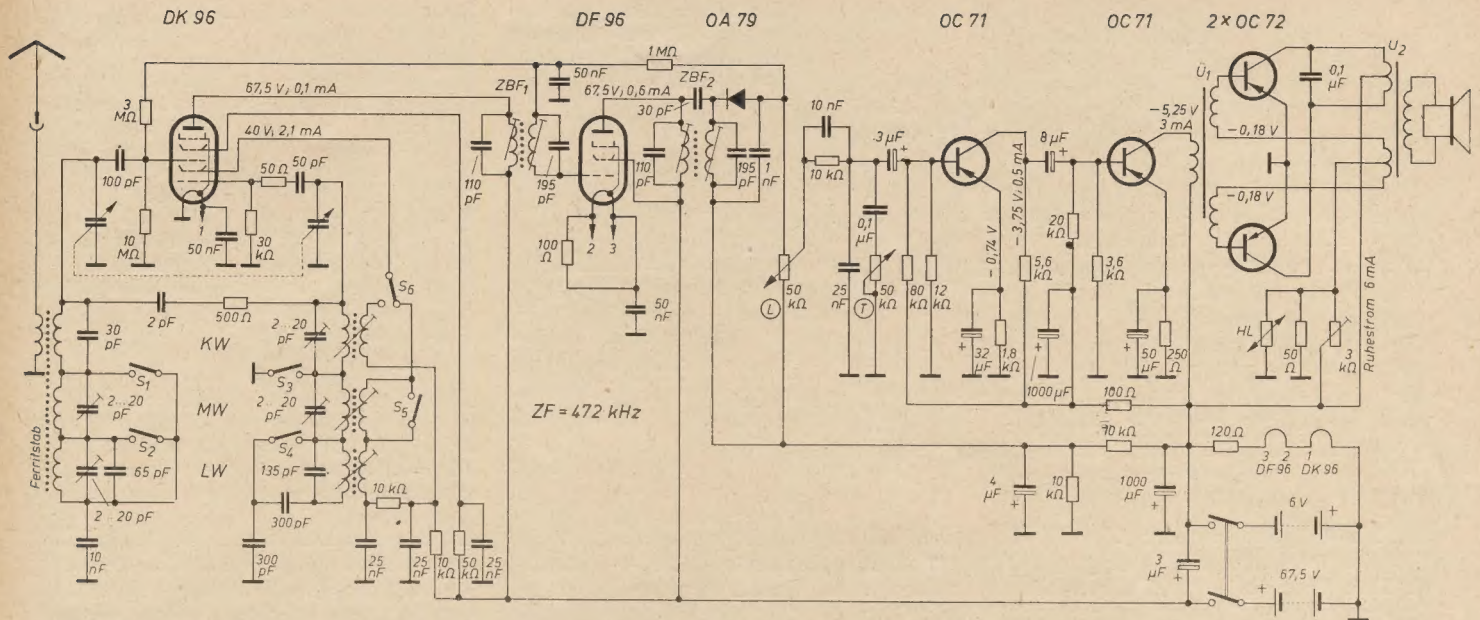 DK 96
DF 96
OA 79
OC 71
OC 71
2× OC 72
3
MΩ
67,5 V; 0,1 mA
40 V; 2,1 mA
100 pF
10
MΩ
1
50 nF
50 Ω
50
pF
30
kΩ
ZBF1
110
pF
195
pF
50 nF
1 MΩ
67,5V; 0,6 mA
ZBF2
30 pF
110
pF
195
pF
1
nF
100
Ω
2
3
50
nF
10 nF
10 kΩ
50
kΩ
L
25
nF
0,1
μF
T
50
kΩ
3 μF
+
80
kΩ
12
kΩ
- 0,74 V
- 3,75 V; 0,5 mA
32
μF
+
1,8
kΩ
5,6
kΩ
8 μF
+
20
kΩ
1000 μF
+
3,6
kΩ
50
μF
+
250
Ω
- 5,25 V
3 mA
Ü1
- 0,18 V
- 0,18 V
0,1
μF
Ü2
HL
50
Ω
3
kΩ
Ruhestrom 6 mA
Ferritstab
30
pF
2 pF
500Ω
2...20
pF
KW
S6
S1
S3
2...20
pF
MW
2...20
pF
S5
S2
S4
65 pF
LW
135 pF
2...20 pF
300 pF
10
nF
300
pF
10 kΩ
25
nF
25
nF
10
kΩ
50
kΩ
25
nF
ZF = 472 kHz
100Ω
10 kΩ
4
μF
+
10
kΩ
1000
μF
+
120Ω
3
2
1
DF 96
DK 96
6V
+
3
μF
+
67,5 V
+